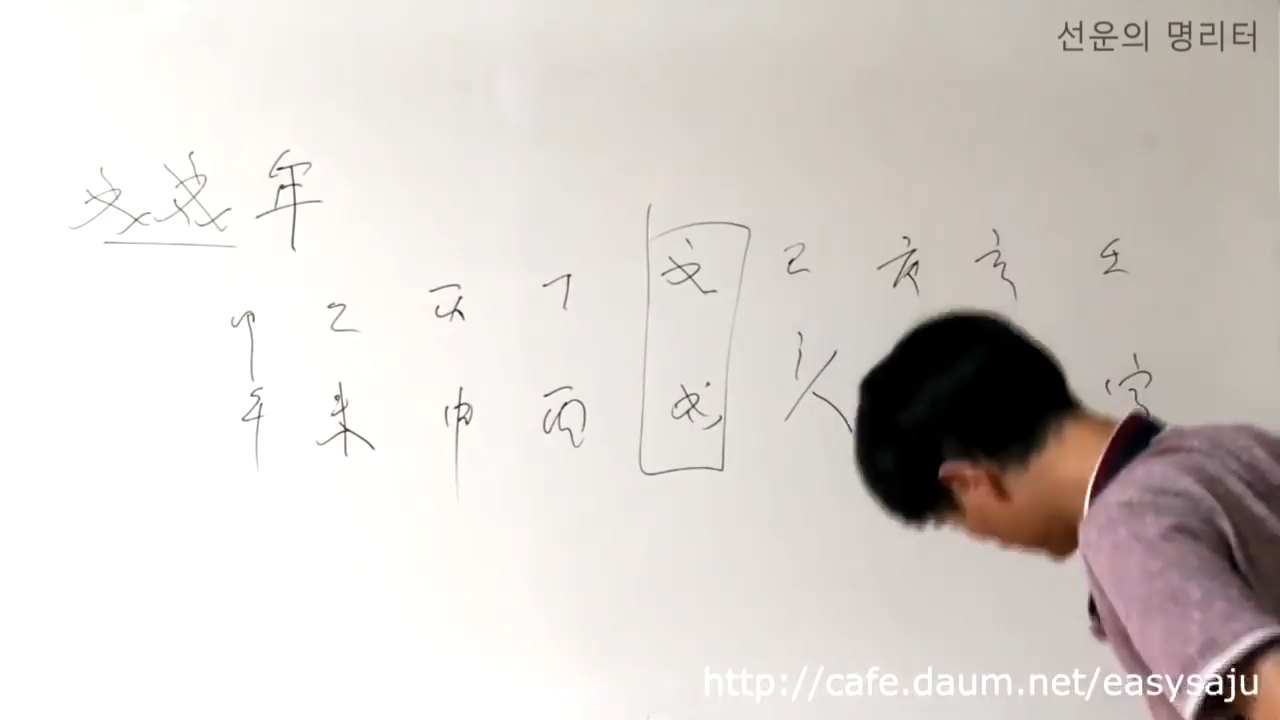 선운의 명리터
戊戌年
甲 乙 丙 丁 戊 己 庚 辛 壬
午 未 申 酉 戌 亥
http://cafe.daum.net/easysaju